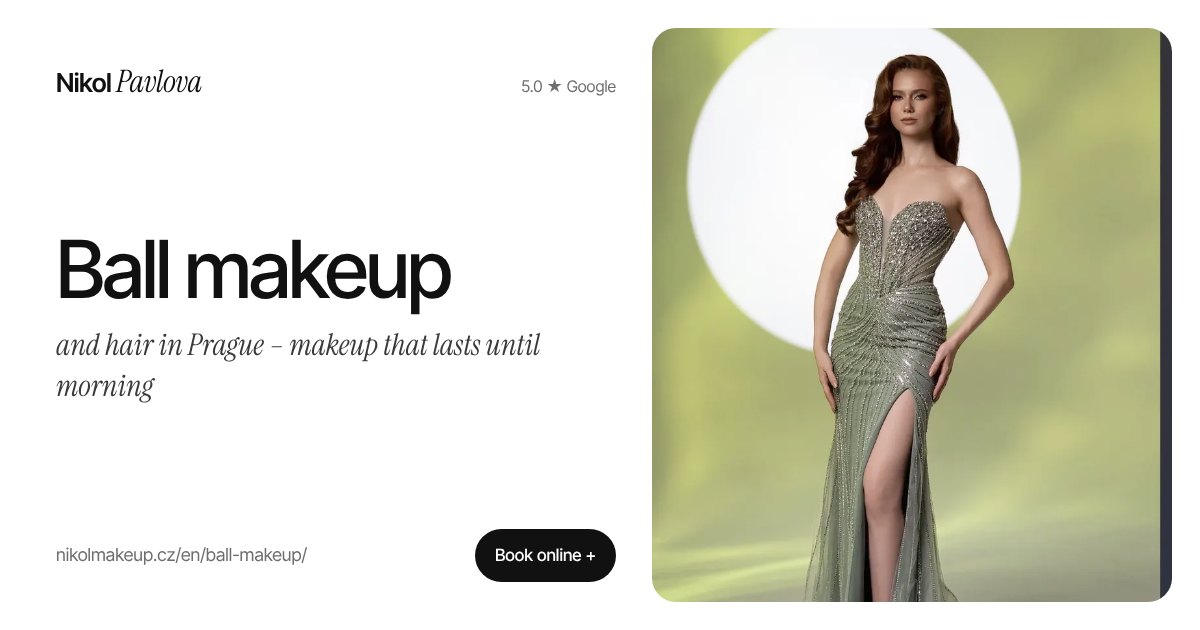 Nikol Pavlova
5.0 ★ Google
Ball makeup
and hair in Prague – makeup that lasts until
morning
nikolmakeup.cz/en/ball-makeup/
Book online +